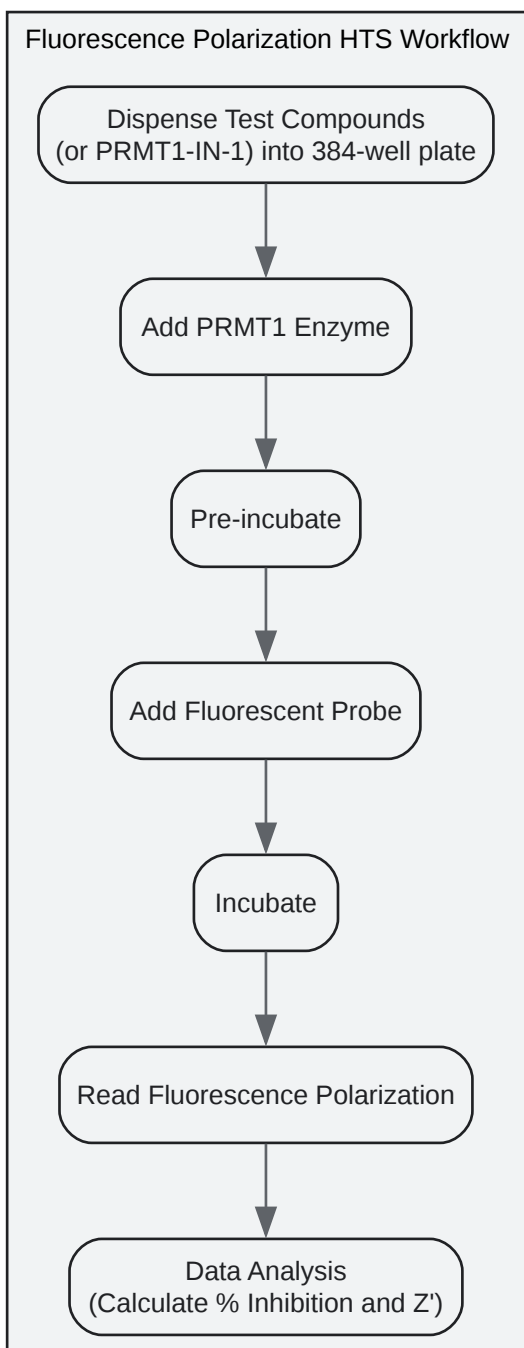 Fluorescence Polarization HTS Workflow
Dispense Test Compounds
(or PRMT1-IN-1) into 384-well plate
Add PRMT1 Enzyme
Pre-incubate
Add Fluorescent Probe
Incubate
Read Fluorescence Polarization
Data Analysis
(Calculate % Inhibition and Z')